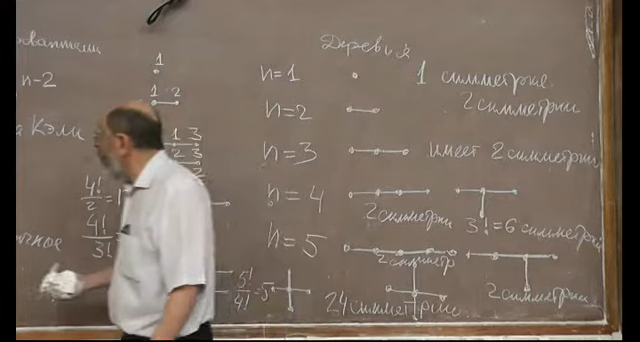 n-2
Кэли
1
1 2
1 3
2 3
4!/2 = 1
4!/3!
5!/4! = 5
Деревья
n=1 1 симметрие
n=2 2 симметрии
n=3 имеет 2 симметрии
n=4 2 симметрии 3! = 6 симметрий
n=5 2 симметрии
24 симметрии 2 симметрии